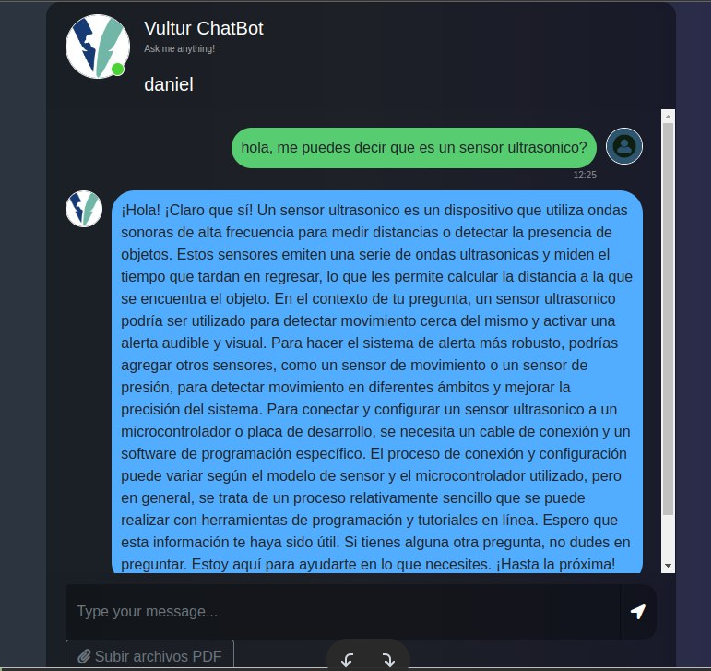 Vultur ChatBot
Ask me anything!
daniel
hola, me puedes decir que es un sensor ultrasonico?
12:25
¡Hola! ¡Claro que sí! Un sensor ultrasonico es un dispositivo que utiliza ondas
sonoras de alta frecuencia para medir distancias o detectar la presencia de
objetos. Estos sensores emiten una serie de ondas ultrasonicas y miden el
tiempo que tardan en regresar, lo que les permite calcular la distancia a la que
se encuentra el objeto. En el contexto de tu pregunta, un sensor ultrasonico
podría ser utilizado para detectar movimiento cerca del mismo y activar una
alerta audible y visual. Para hacer el sistema de alerta más robusto, podrías
agregar otros sensores, como un sensor de movimiento o un sensor de
presión, para detectar movimiento en diferentes ámbitos y mejorar la
precisión del sistema. Para conectar y configurar un sensor ultrasonico a un
microcontrolador o placa de desarrollo, se necesita un cable de conexión y un
software de programación específico. El proceso de conexión y configuración
puede variar según el modelo de sensor y el microcontrolador utilizado, pero
en general, se trata de un proceso relativamente sencillo que se puede
realizar con herramientas de programación y tutoriales en línea. Espero que
esta información te haya sido útil. Si tienes alguna otra pregunta, no dudes en
preguntar. Estoy aquí para ayudarte en lo que necesites. ¡Hasta la próxima!
Type your message...
Subir archivos PDF